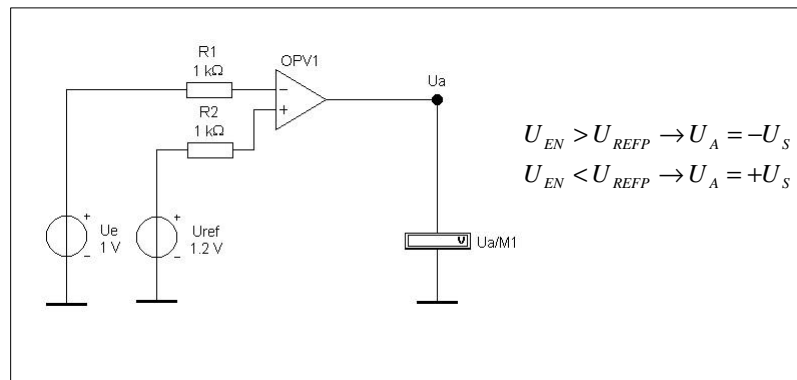 R1
1 kΩ
OPV1
−
+
R2
1 kΩ
Ua
U_EN > U_REFP → U_A = −U_S
U_EN < U_REFP → U_A = +U_S
+
Ue
1 V
−
+
Uref
1.2 V
−
V
Ua/M1